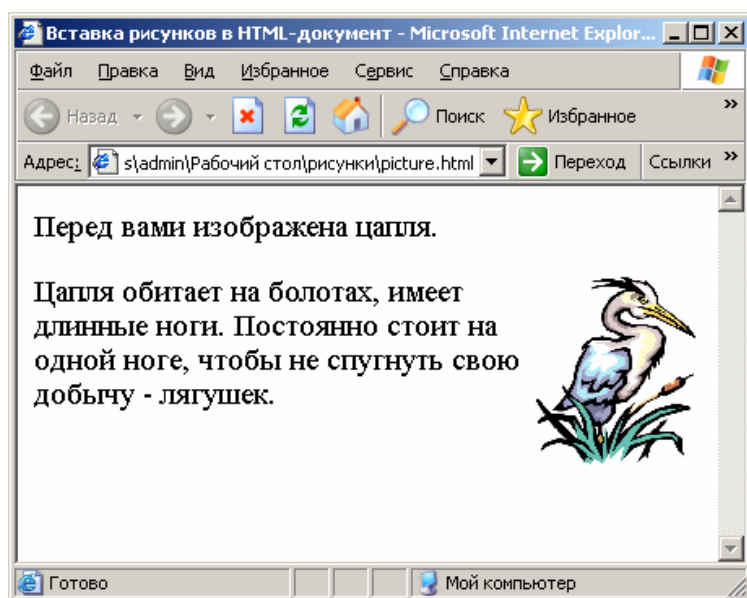 Вставка рисунков в HTML-документ - Microsoft Internet Explor...
Файл Правка Вид Избранное Сервис Справка
Назад Поиск Избранное »
Адрес: s\admin\Рабочий стол\рисунки\picture.html Переход Ссылки »
Перед вами изображена цапля.
Цапля обитает на болотах, имеет
длинные ноги. Постоянно стоит на
одной ноге, чтобы не спугнуть свою
добычу - лягушек.
Готово Мой компьютер